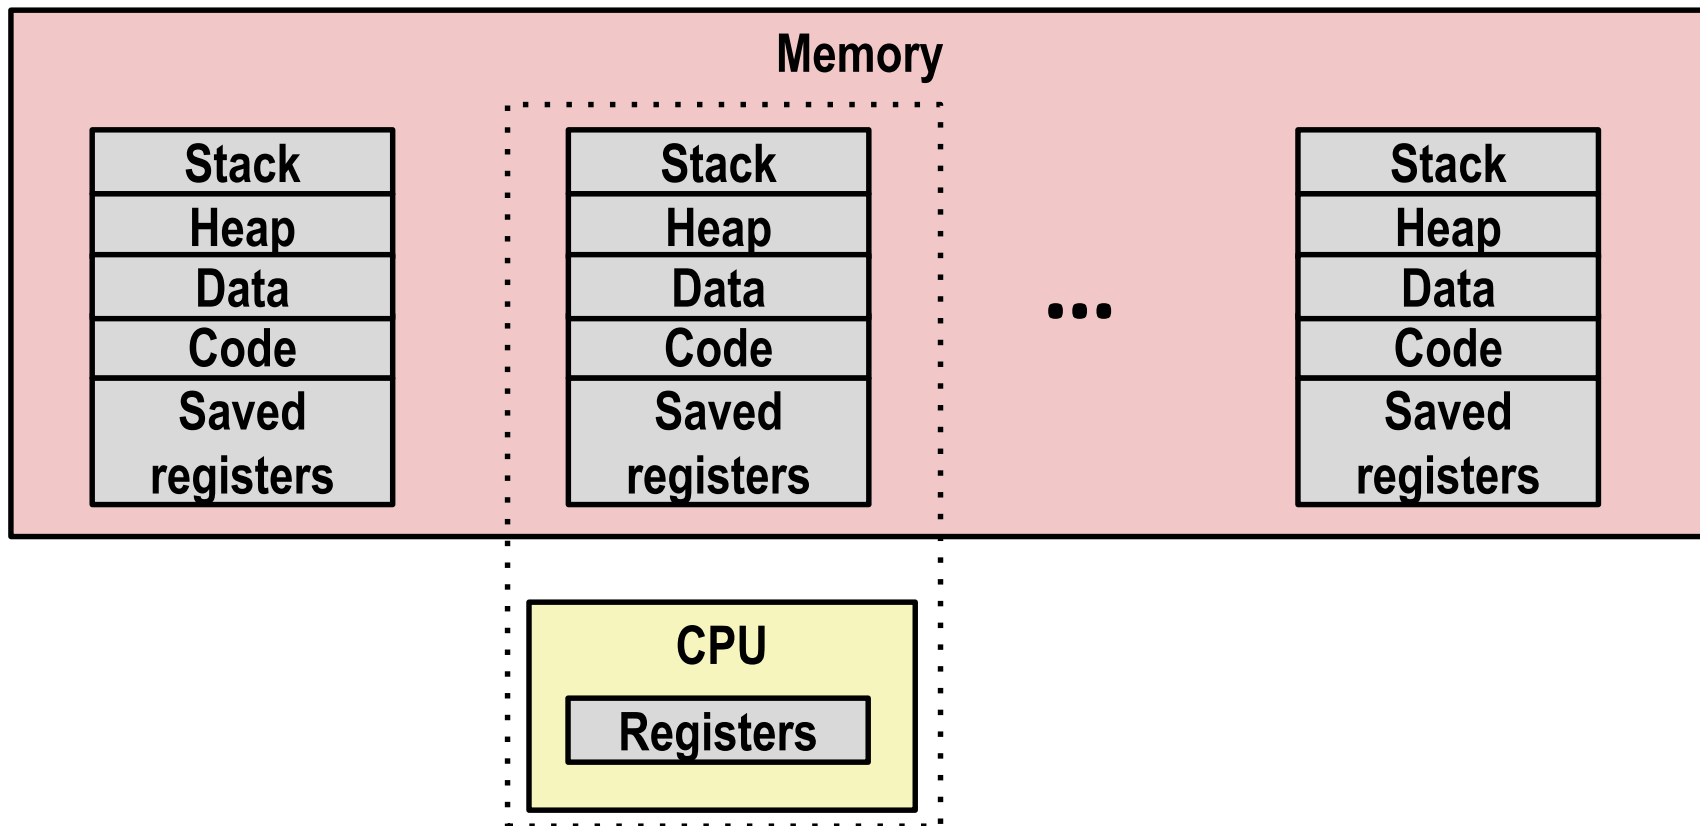 Memory
Stack
Heap
Data
Code
Saved
registers
Stack
Heap
Data
Code
Saved
registers
...
Stack
Heap
Data
Code
Saved
registers
CPU
Registers